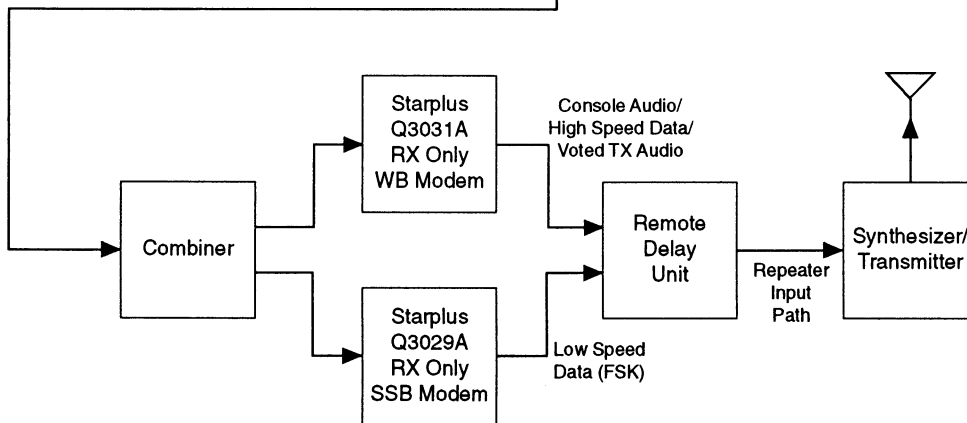 Starplus
Q3031A
RX Only
WB Modem
Console Audio/
High Speed Data/
Voted TX Audio
Combiner
Remote
Delay
Unit
Repeater
Input
Path
Synthesizer/
Transmitter
Starplus
Q3029A
RX Only
SSB Modem
Low Speed
Data (FSK)